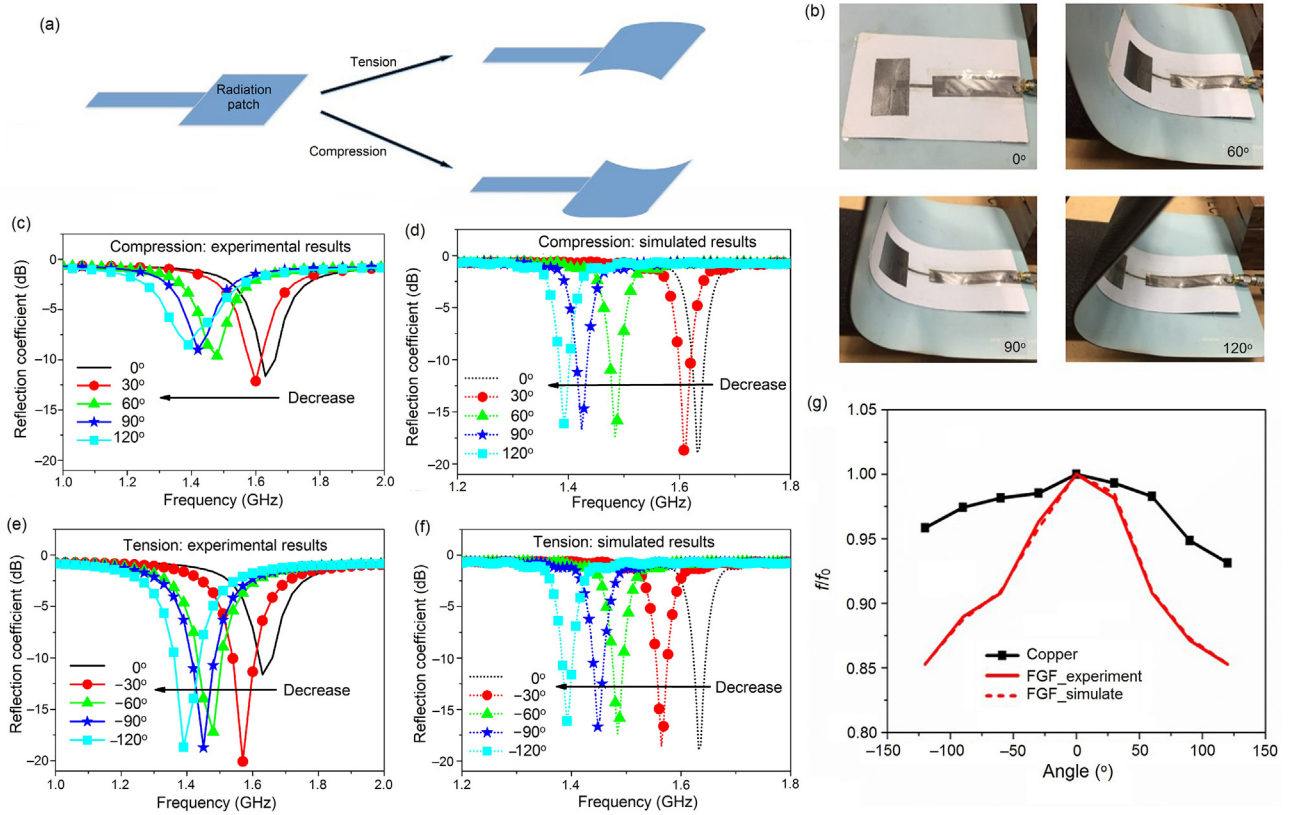 (a)
Radiation
patch
Tension
Compression
(b)
0°
60°
90°
120°
(c)
Compression: experimental results
Reflection coefficient (dB)
0
–5
–10
–15
–20
0°
30°
60°
90°
120°
Decrease
1.0 1.2 1.4 1.6 1.8 2.0
Frequency (GHz)
(d)
Compression: simulated results
Reflection coefficient (dB)
0
–5
–10
–15
–20
0°
30°
60°
90°
120°
Decrease
1.2 1.4 1.6 1.8
Frequency (GHz)
(e)
Tension: experimental results
Reflection coefficient (dB)
0
–5
–10
–15
–20
0°
–30°
–60°
–90°
–120°
Decrease
1.0 1.2 1.4 1.6 1.8 2.0
Frequency (GHz)
(f)
Tension: simulated results
Reflection coefficient (dB)
0
–5
–10
–15
–20
0°
–30°
–60°
–90°
–120°
Decrease
1.2 1.4 1.6 1.8
Frequency (GHz)
(g)
f/f0
1.05
1.00
0.95
0.90
0.85
0.80
Copper
FGF_experiment
FGF_simulate
–150 –100 –50 0 50 100 150
Angle (°)